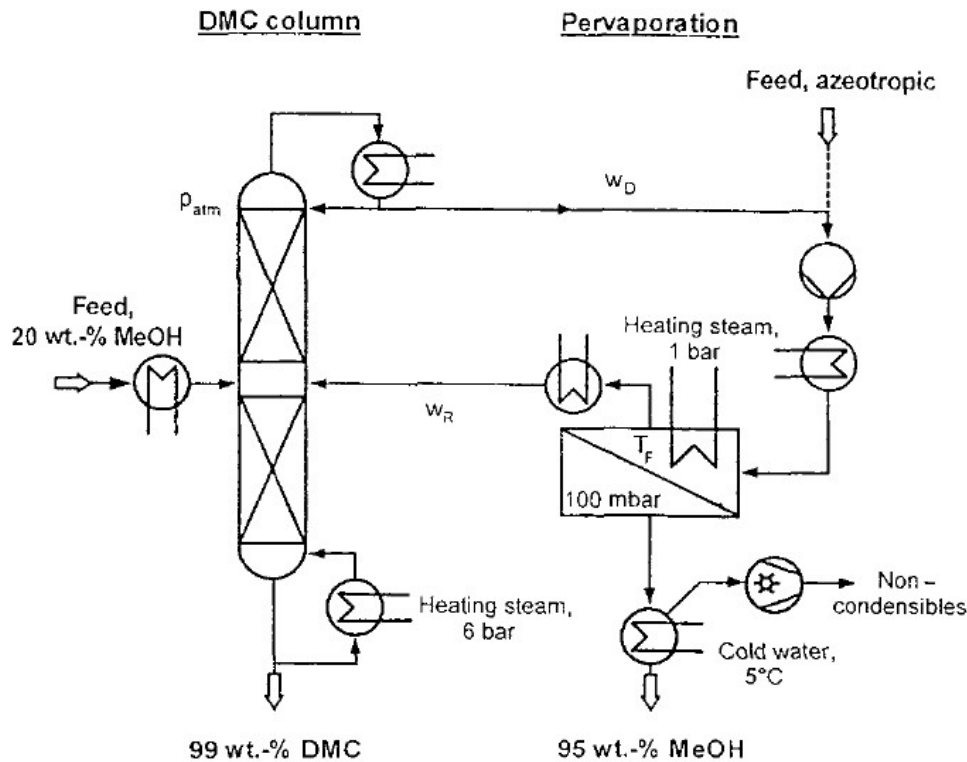 DMC column
Pervaporation
Feed, azeotropic
w_D
p_atm
Feed,
20 wt.-% MeOH
Heating steam,
1 bar
w_R
T_F
100 mbar
Heating steam,
6 bar
Non-
condensibles
Cold water,
5°C
99 wt.-% DMC
95 wt.-% MeOH